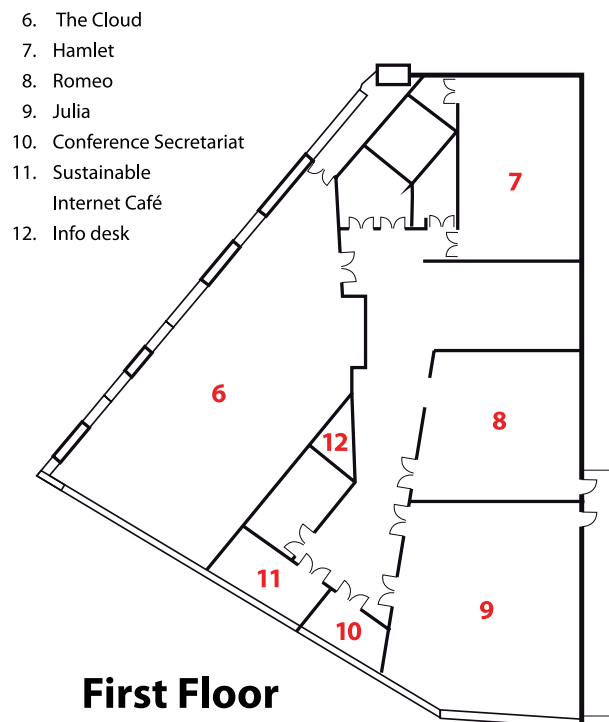 6. The Cloud
7. Hamlet
8. Romeo
9. Julia
10. Conference Secretariat
11. Sustainable
Internet Café
12. Info desk
7
6
8
12
11
10
9
First Floor